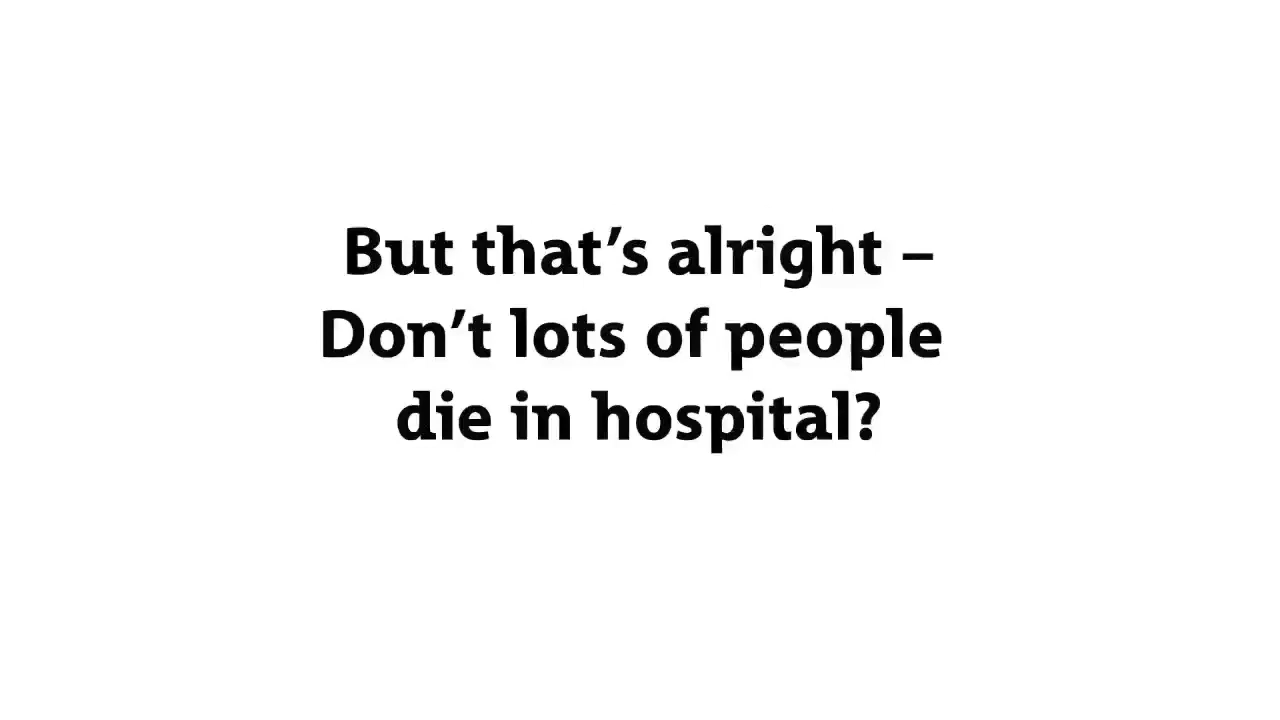 But that’s alright –
Don’t lots of people
die in hospital?